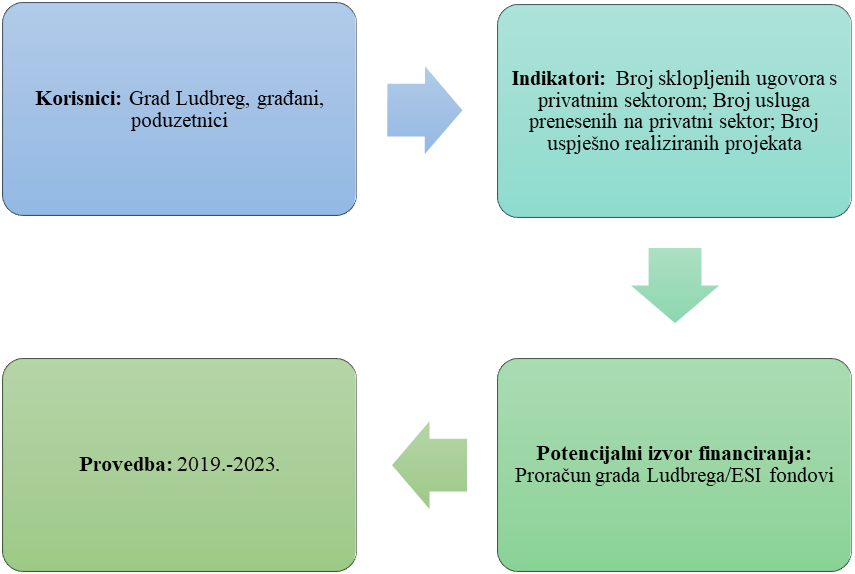 Korisnici: Grad Ludbreg, građani,
poduzetnici
Indikatori: Broj sklopljenih ugovora s
privatnim sektorom; Broj usluga
prenesenih na privatni sektor; Broj
uspješno realiziranih projekata
Potencijalni izvor financiranja:
Proračun grada Ludbrega/ESI fondovi
Provedba: 2019.-2023.